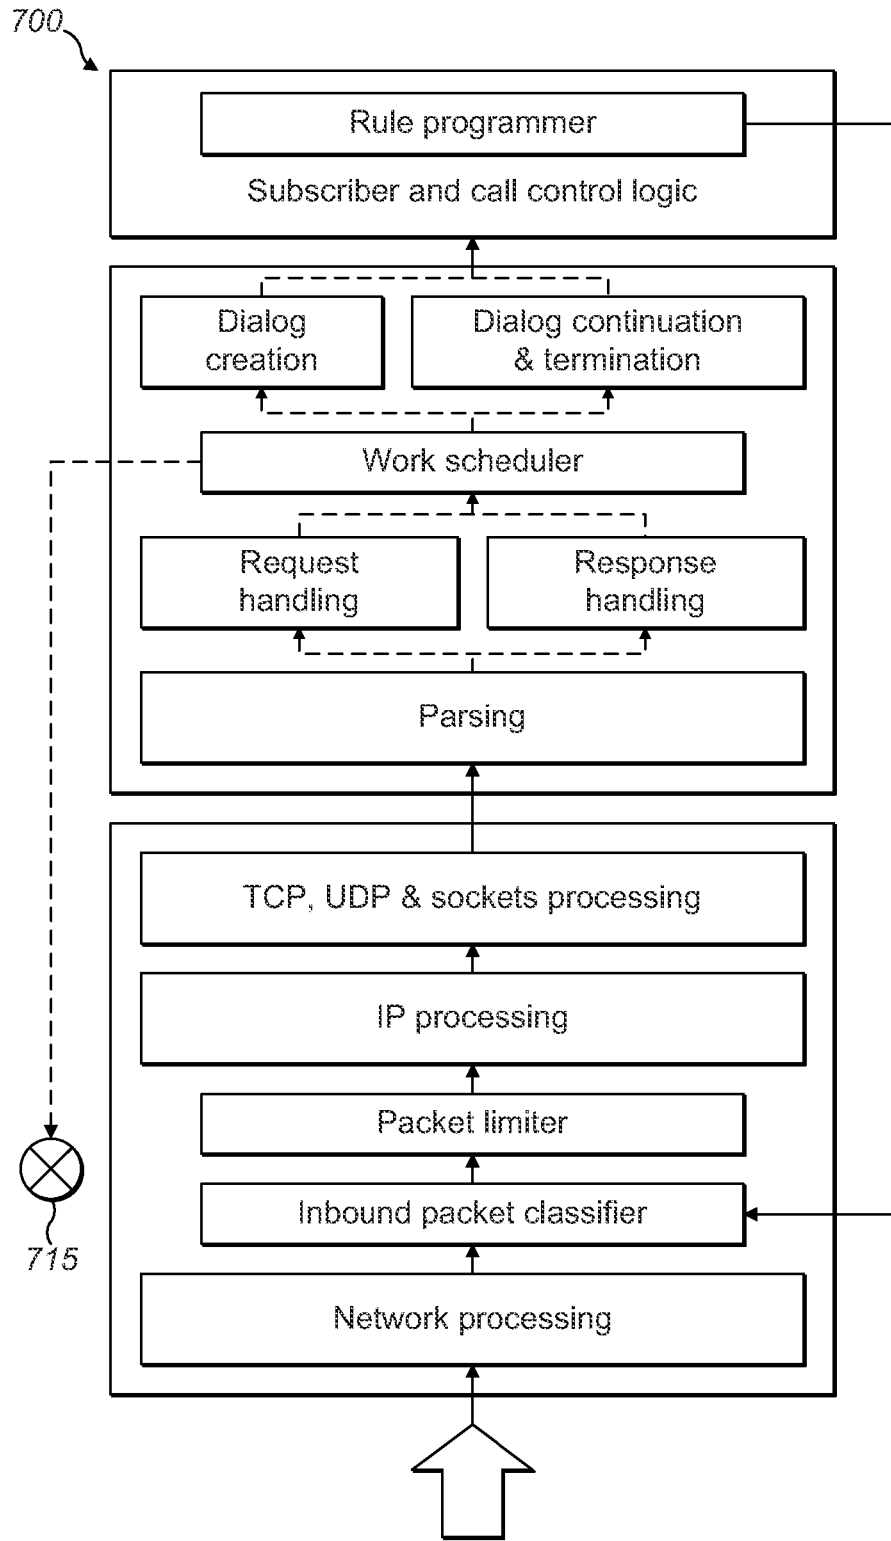 700
Rule programmer
Subscriber and call control logic
Dialog
creation
Dialog continuation
& termination
Work scheduler
Request
handling
Response
handling
Parsing
TCP, UDP & sockets processing
IP processing
Packet limiter
Inbound packet classifier
715
Network processing